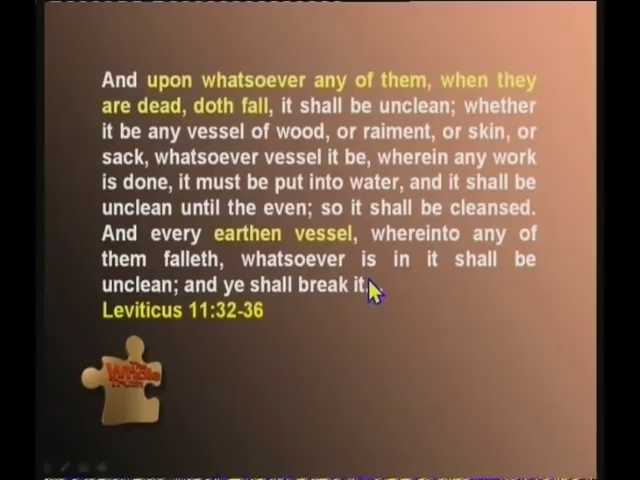 And upon whatsoever any of them, when they
are dead, doth fall, it shall be unclean; whether
it be any vessel of wood, or raiment, or skin, or
sack, whatsoever vessel it be, wherein any work
is done, it must be put into water, and it shall be
unclean until the even; so it shall be cleansed.
And every earthen vessel, whereinto any of
them falleth, whatsoever is in it shall be
unclean; and ye shall break it.
Leviticus 11:32-36
The
Whole
Truth